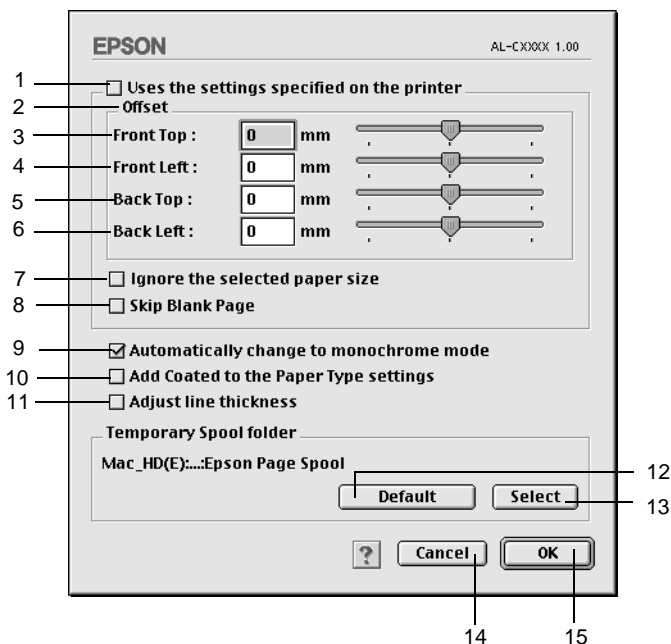 EPSON AL-CXXXX 1.00
1 Uses the settings specified on the printer
2 Offset
3 Front Top : 0 mm
4 Front Left : 0 mm
5 Back Top : 0 mm
6 Back Left : 0 mm
7 Ignore the selected paper size
8 Skip Blank Page
9 Automatically change to monochrome mode
10 Add Coated to the Paper Type settings
11 Adjust line thickness
Temporary Spool folder
Mac_HD(E):...:Epson Page Spool
Default Select 12
13
? Cancel OK
14 15